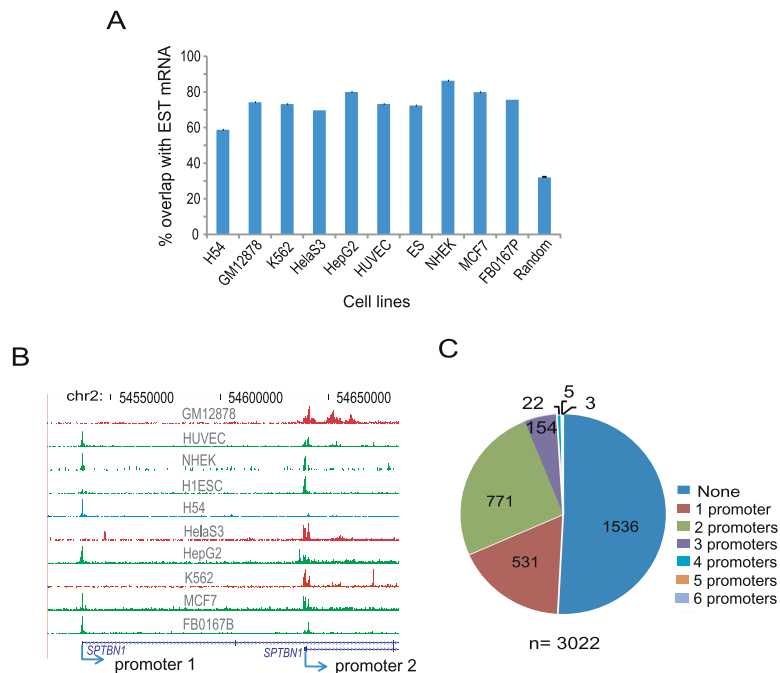 A
% overlap with EST mRNA
100
80
60
40
20
0
H54
GM12878
K562
HelaS3
HepG2
HUVEC
ES
NHEK
MCF7
FB0167P
Random
Cell lines
B
chr2: 54550000 54600000 54650000
GM12878
HUVEC
NHEK
H1ESC
H54
HelaS3
HepG2
K562
MCF7
FB0167B
SPTBN1 SPTBN1
promoter 1 promoter 2
C
5
22 3
154
771
1536
531
None
1 promoter
2 promoters
3 promoters
4 promoters
5 promoters
6 promoters
n= 3022